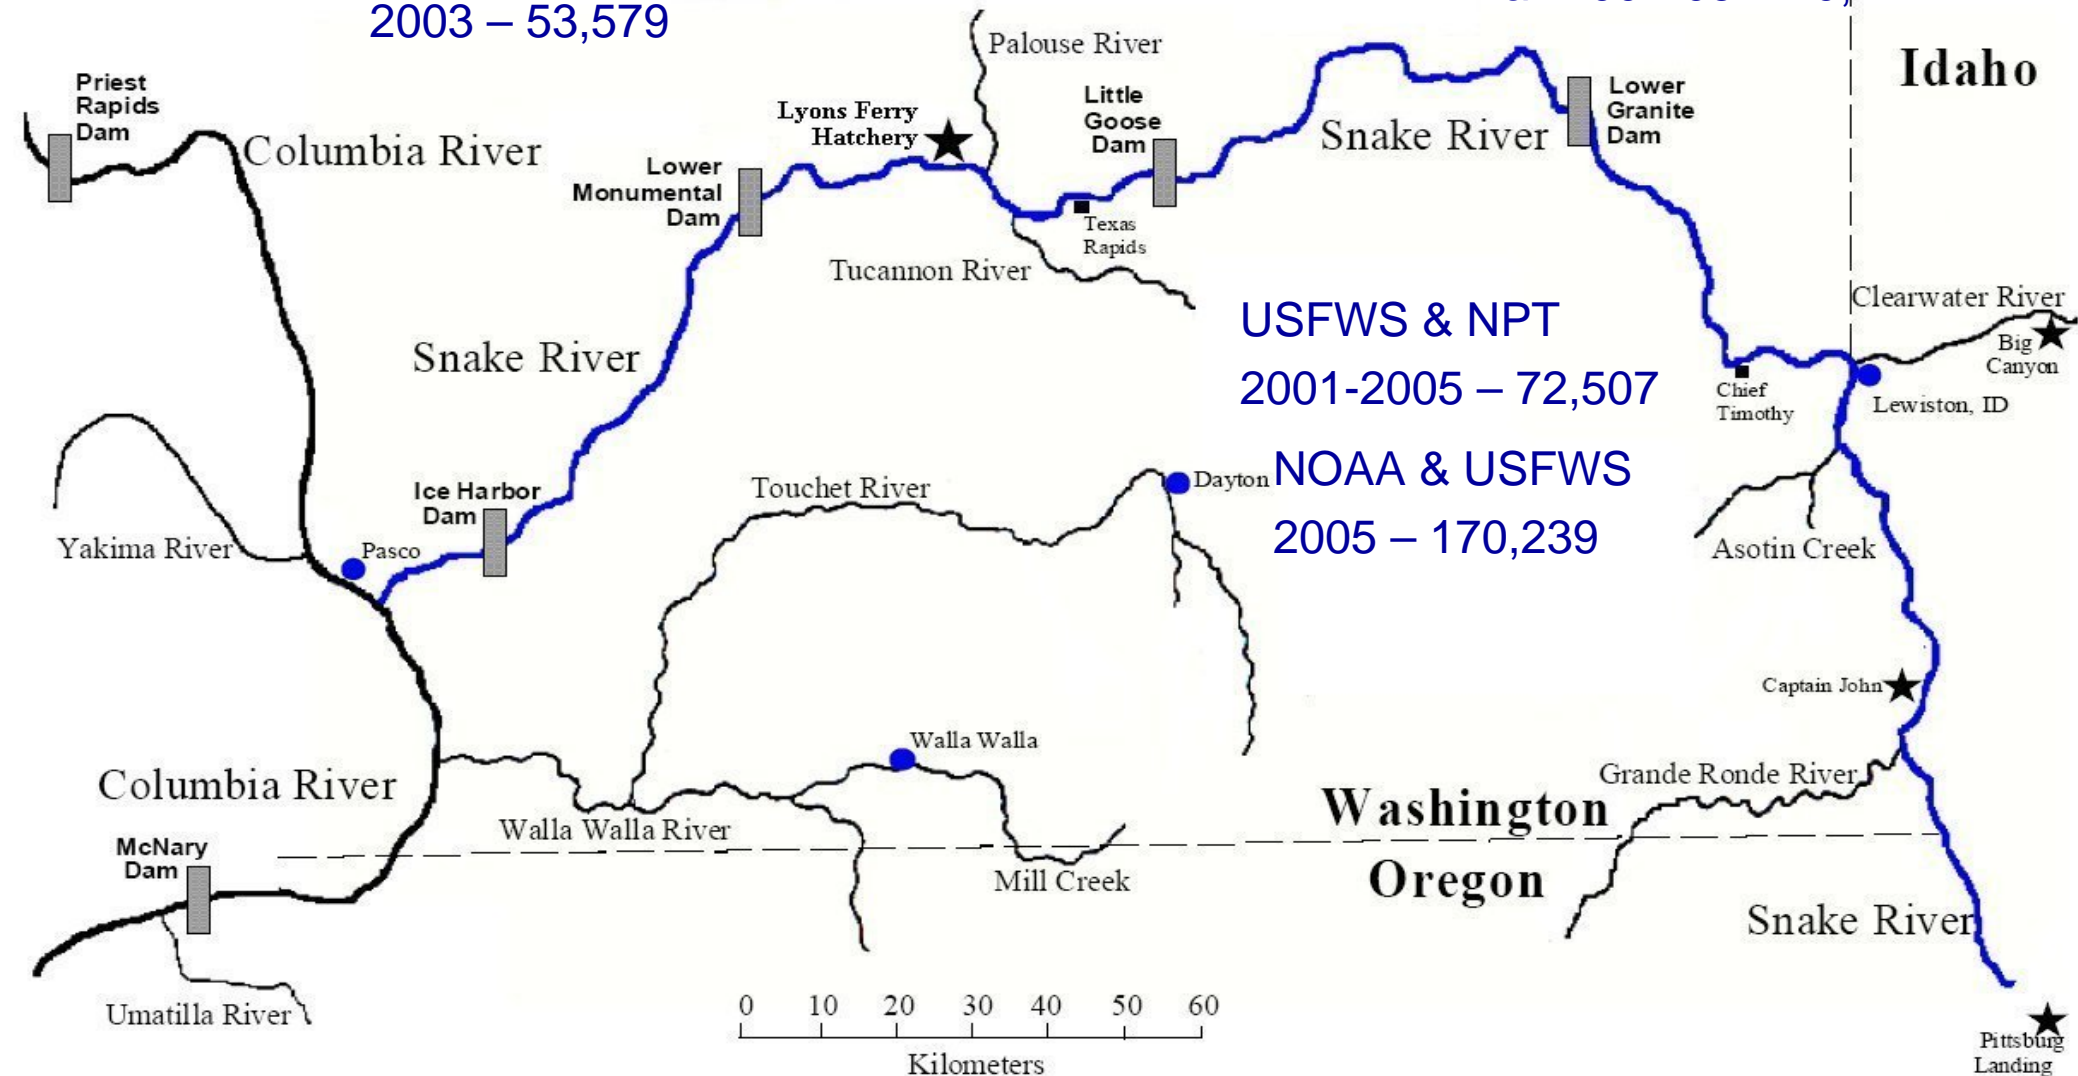 2003 – 53,579
Palouse River
Idaho
Priest
Rapids
Dam
Columbia River
Lyons Ferry
Hatchery
Little
Goose
Dam
Snake River
Lower
Granite
Dam
Lower
Monumental
Dam
Texas
Rapids
Tucannon River
Clearwater River
Big
Canyon
USFWS & NPT
2001-2005 – 72,507
Snake River
Chief
Timothy
Lewiston, ID
NOAA & USFWS
2005 – 170,239
Dayton
Touchet River
Ice Harbor
Dam
Pasco
Yakima River
Asotin Creek
Captain John
Walla Walla
Columbia River
Grande Ronde River
Washington
Walla Walla River
McNary
Dam
Mill Creek
Oregon
Snake River
Umatilla River
0 10 20 30 40 50 60
Kilometers
Pittsburg
Landing